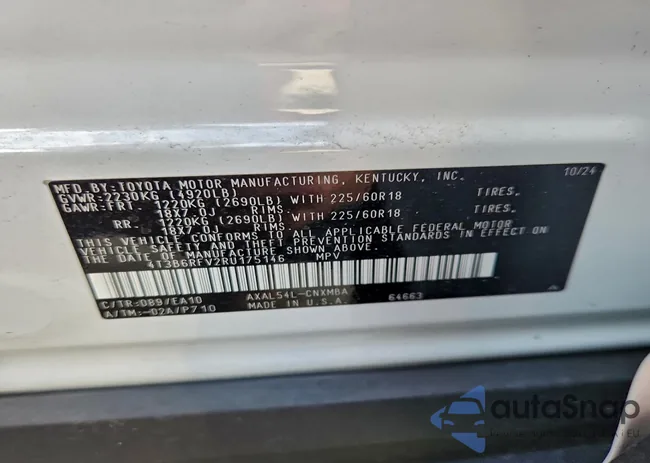 MFD BY:TOYOTA MOTOR MANUFACTURING, KENTUCKY, INC. 10/24
GVWR:2230KG (4920LB)
GAWR:FRT. 1220KG (2690LB) WITH 225/60R18 TIRES.
18X7.0J RIMS.
RR. 1220KG (2690LB) WITH 225/60R18 TIRES.
18X7.0J RIMS.
THIS VEHICLE CONFORMS TO ALL APPLICABLE FEDERAL MOTOR
VEHICLE SAFETY AND THEFT PREVENTION STANDARDS IN EFFECT ON
THE DATE OF MANUFACTURE SHOWN ABOVE.
4T3B6RFV2RU175146 MPV
C/TR:089/EA10 AXAL54L-CNXMBA 64663
A/TM:-02A/P710 MADE IN U.S.A.
autoSnap